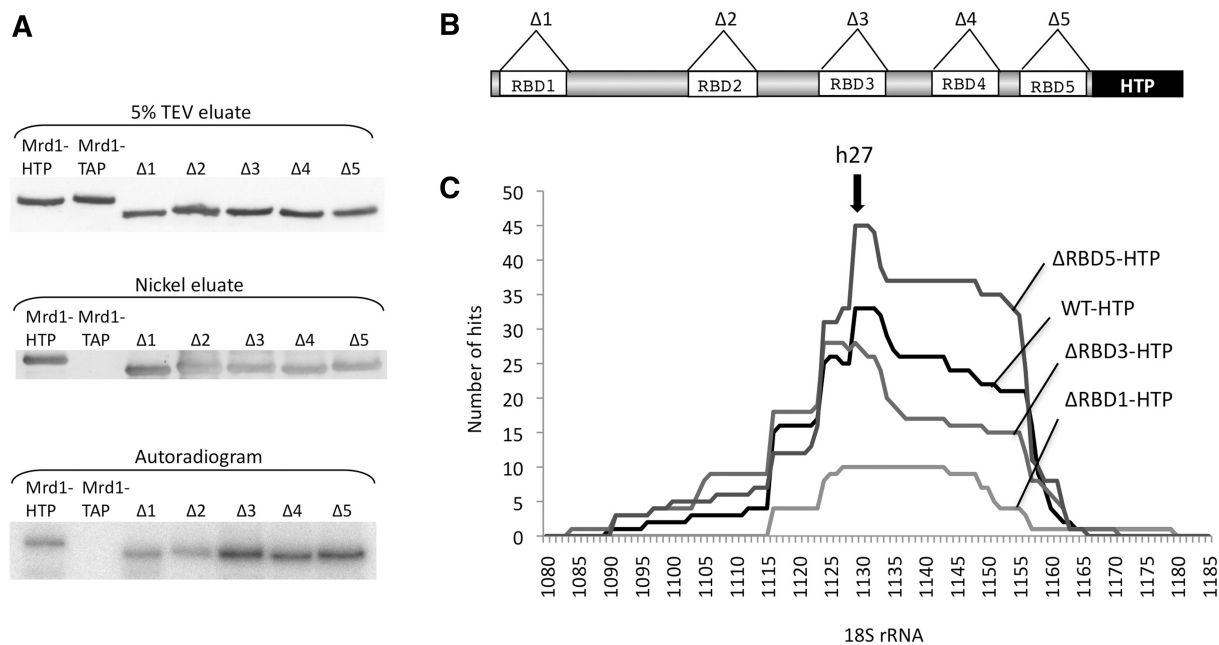 A
5% TEV eluate
Mrd1- Mrd1-
HTP TAP Δ1 Δ2 Δ3 Δ4 Δ5
Nickel eluate
Mrd1- Mrd1-
HTP TAP Δ1 Δ2 Δ3 Δ4 Δ5
Autoradiogram
Mrd1- Mrd1-
HTP TAP Δ1 Δ2 Δ3 Δ4 Δ5
B
Δ1 Δ2 Δ3 Δ4 Δ5
RBD1 RBD2 RBD3 RBD4 RBD5 HTP
C
h27
Number of hits
50
45
40
35
30
25
20
15
10
5
0
ΔRBD5-HTP
WT-HTP
ΔRBD3-HTP
ΔRBD1-HTP
1080 1085 1090 1095 1100 1105 1110 1115 1120 1125 1130 1135 1140 1145 1150 1155 1160 1165 1170 1175 1180 1185
18S rRNA